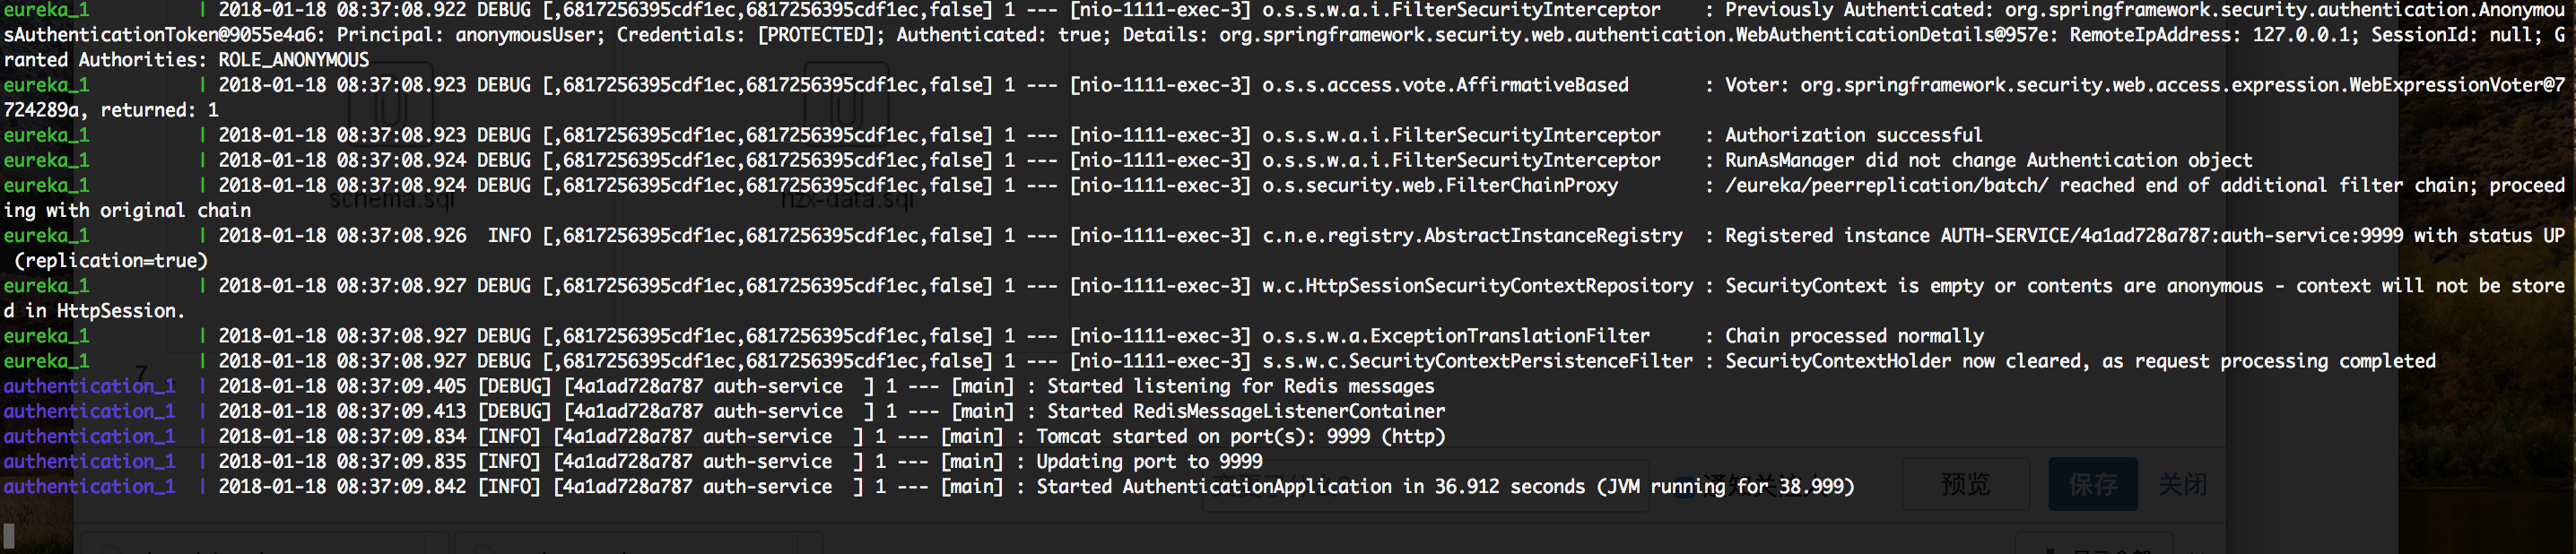 eureka_1          | 2018-01-18 08:37:08.922 DEBUG [,6817256395cdf1ec,6817256395cdf1ec,false] 1 --- [nio-1111-exec-3] o.s.s.w.a.i.FilterSecurityInterceptor    : Previously Authenticated: org.springframework.security.authentication.Anonymou
sAuthenticationToken@9055e4a6: Principal: anonymousUser; Credentials: [PROTECTED]; Authenticated: true; Details: org.springframework.security.web.authentication.WebAuthenticationDetails@957e: RemoteIpAddress: 127.0.0.1; SessionId: null; G
ranted Authorities: ROLE_ANONYMOUS
eureka_1          | 2018-01-18 08:37:08.923 DEBUG [,6817256395cdf1ec,6817256395cdf1ec,false] 1 --- [nio-1111-exec-3] o.s.s.access.vote.AffirmativeBased       : Voter: org.springframework.security.web.access.expression.WebExpressionVoter@7
724289a, returned: 1
eureka_1          | 2018-01-18 08:37:08.923 DEBUG [,6817256395cdf1ec,6817256395cdf1ec,false] 1 --- [nio-1111-exec-3] o.s.s.w.a.i.FilterSecurityInterceptor    : Authorization successful
eureka_1          | 2018-01-18 08:37:08.924 DEBUG [,6817256395cdf1ec,6817256395cdf1ec,false] 1 --- [nio-1111-exec-3] o.s.s.w.a.i.FilterSecurityInterceptor    : RunAsManager did not change Authentication object
eureka_1          | 2018-01-18 08:37:08.924 DEBUG [,6817256395cdf1ec,6817256395cdf1ec,false] 1 --- [nio-1111-exec-3] o.s.security.web.FilterChainProxy        : /eureka/peerreplication/batch/ reached end of additional filter chain; proceed
ing with original chain
schema.sql
nzx-data.sql
eureka_1          | 2018-01-18 08:37:08.926  INFO [,6817256395cdf1ec,6817256395cdf1ec,false] 1 --- [nio-1111-exec-3] c.n.e.registry.AbstractInstanceRegistry  : Registered instance AUTH-SERVICE/4a1ad728a787:auth-service:9999 with status UP
 (replication=true)
eureka_1          | 2018-01-18 08:37:08.927 DEBUG [,6817256395cdf1ec,6817256395cdf1ec,false] 1 --- [nio-1111-exec-3] w.c.HttpSessionSecurityContextRepository : SecurityContext is empty or contents are anonymous - context will not be store
d in HttpSession.
eureka_1          | 2018-01-18 08:37:08.927 DEBUG [,6817256395cdf1ec,6817256395cdf1ec,false] 1 --- [nio-1111-exec-3] o.s.s.w.a.ExceptionTranslationFilter     : Chain processed normally
eureka_1          | 2018-01-18 08:37:08.927 DEBUG [,6817256395cdf1ec,6817256395cdf1ec,false] 1 --- [nio-1111-exec-3] s.s.w.c.SecurityContextPersistenceFilter : SecurityContextHolder now cleared, as request processing completed
authentication_1  | 2018-01-18 08:37:09.405 [DEBUG] [4a1ad728a787 auth-service  ] 1 --- [main] : Started listening for Redis messages
authentication_1  | 2018-01-18 08:37:09.413 [DEBUG] [4a1ad728a787 auth-service  ] 1 --- [main] : Started RedisMessageListenerContainer
authentication_1  | 2018-01-18 08:37:09.834 [INFO] [4a1ad728a787 auth-service  ] 1 --- [main] : Tomcat started on port(s): 9999 (http)
authentication_1  | 2018-01-18 08:37:09.835 [INFO] [4a1ad728a787 auth-service  ] 1 --- [main] : Updating port to 9999
authentication_1  | 2018-01-18 08:37:09.842 [INFO] [4a1ad728a787 auth-service  ] 1 --- [main] : Started AuthenticationApplication in 36.912 seconds (JVM running for 38.999)
预览 保存 关闭